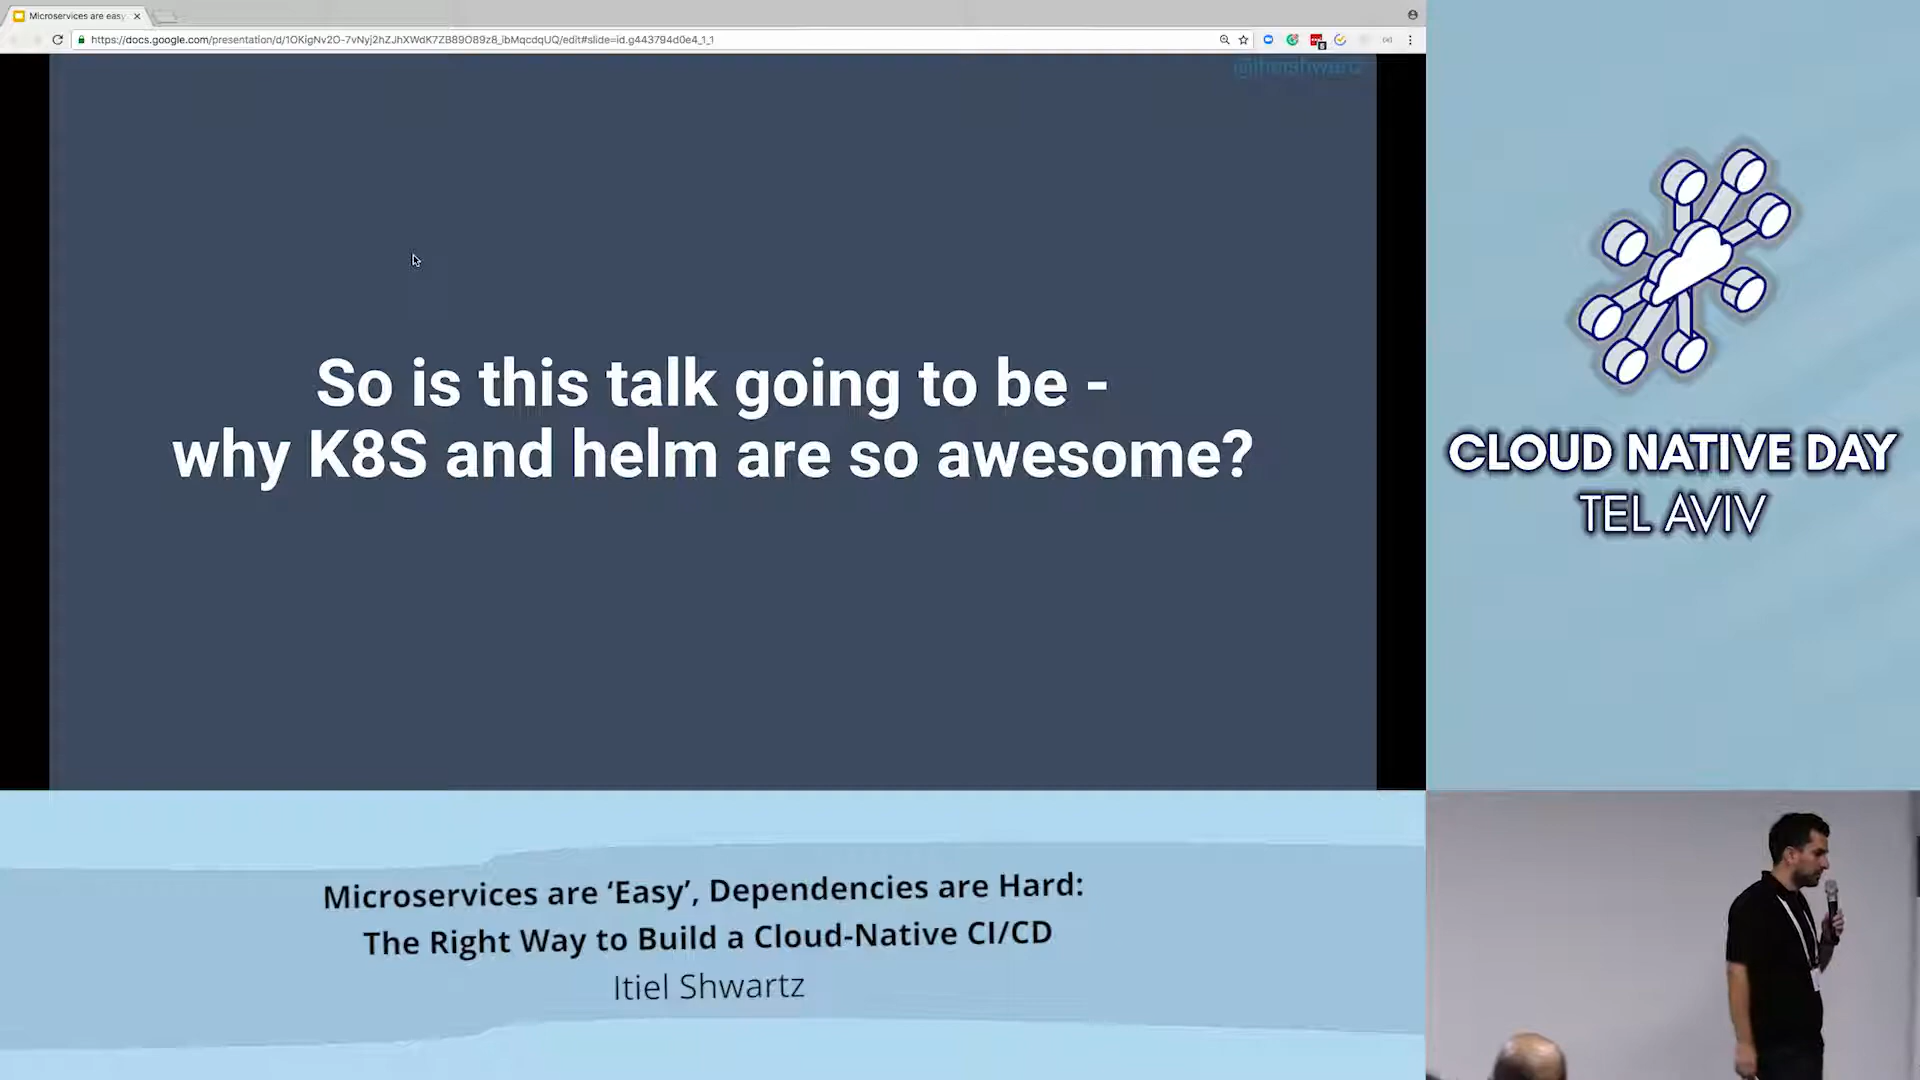 Microservices are easy
https://docs.google.com/presentation/d/1OKigNv2O-7vNyj2hZJhXWdK7ZB89O89z8_ibMqcdqUQ/edit#slide=id.g443794d0e4_1_1
So is this talk going to be -
why K8S and helm are so awesome?
CLOUD NATIVE DAY
TEL AVIV
Microservices are ‘Easy’, Dependencies are Hard:
The Right Way to Build a Cloud-Native CI/CD
Itiel Shwartz